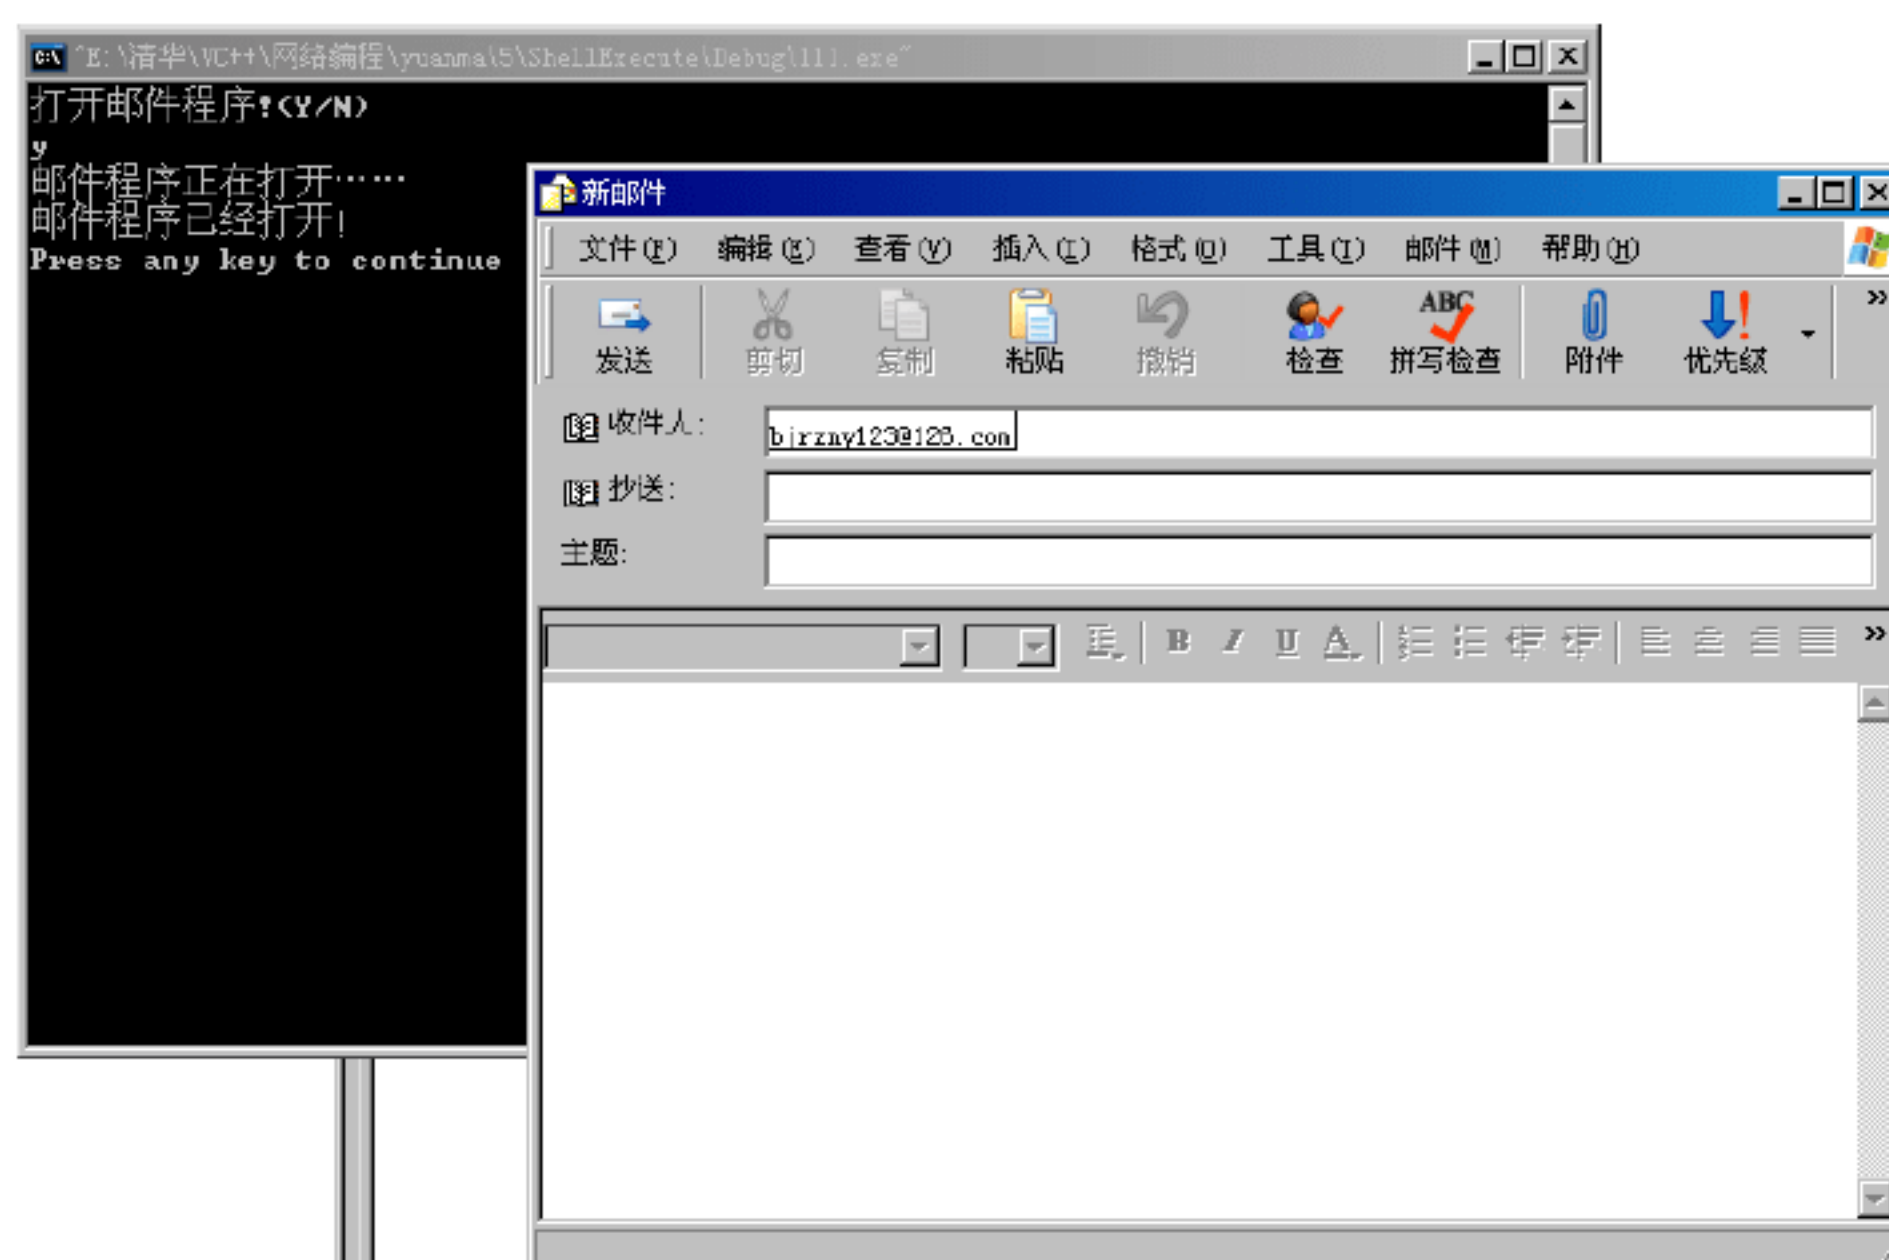 "E:\清华\VC++\网络编程\yuanma\5\ShellExecute\Debug\111.exe"
打开邮件程序?(Y/N)
y
邮件程序正在打开……
邮件程序已经打开!
Press any key to continue
新邮件
文件(F) 编辑(E) 查看(V) 插入(I) 格式(O) 工具(T) 邮件(M) 帮助(H)
发送 剪切 复制 粘贴 撤销 检查 拼写检查 附件 优先级
ABC
收件人:
bjrzny123@126.com
抄送:
主题:
B I U A